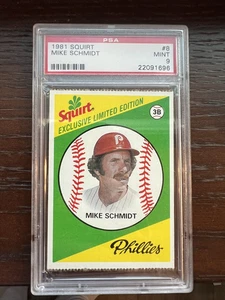 PSA
1981 SQUIRT #8
MIKE SCHMIDT MINT
9
22091696
Squirt
EXCLUSIVE LIMITED EDITION
3B
P
MIKE SCHMIDT
Phillies